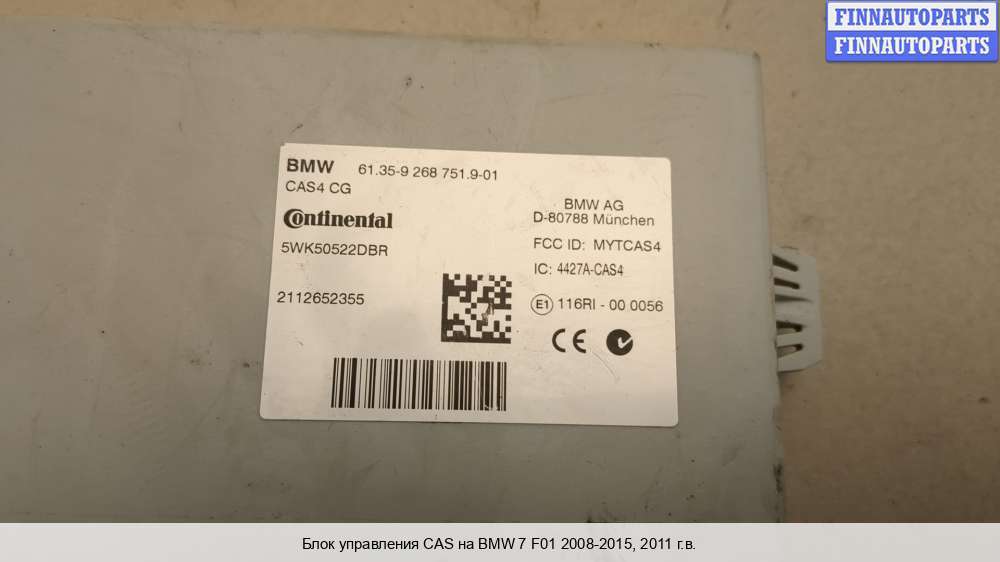 FINNAUTOPARTS
FINNAUTOPARTS
BMW 61.35-9 268 751.9-01
CAS4 CG
Continental
5WK50522DBR
2112652355
BMW AG
D-80788 München
FCC ID: MYTCAS4
IC: 4427A-CAS4
E1 116RI - 00 0056
CE
Блок управления CAS на BMW 7 F01 2008-2015, 2011 г.в.